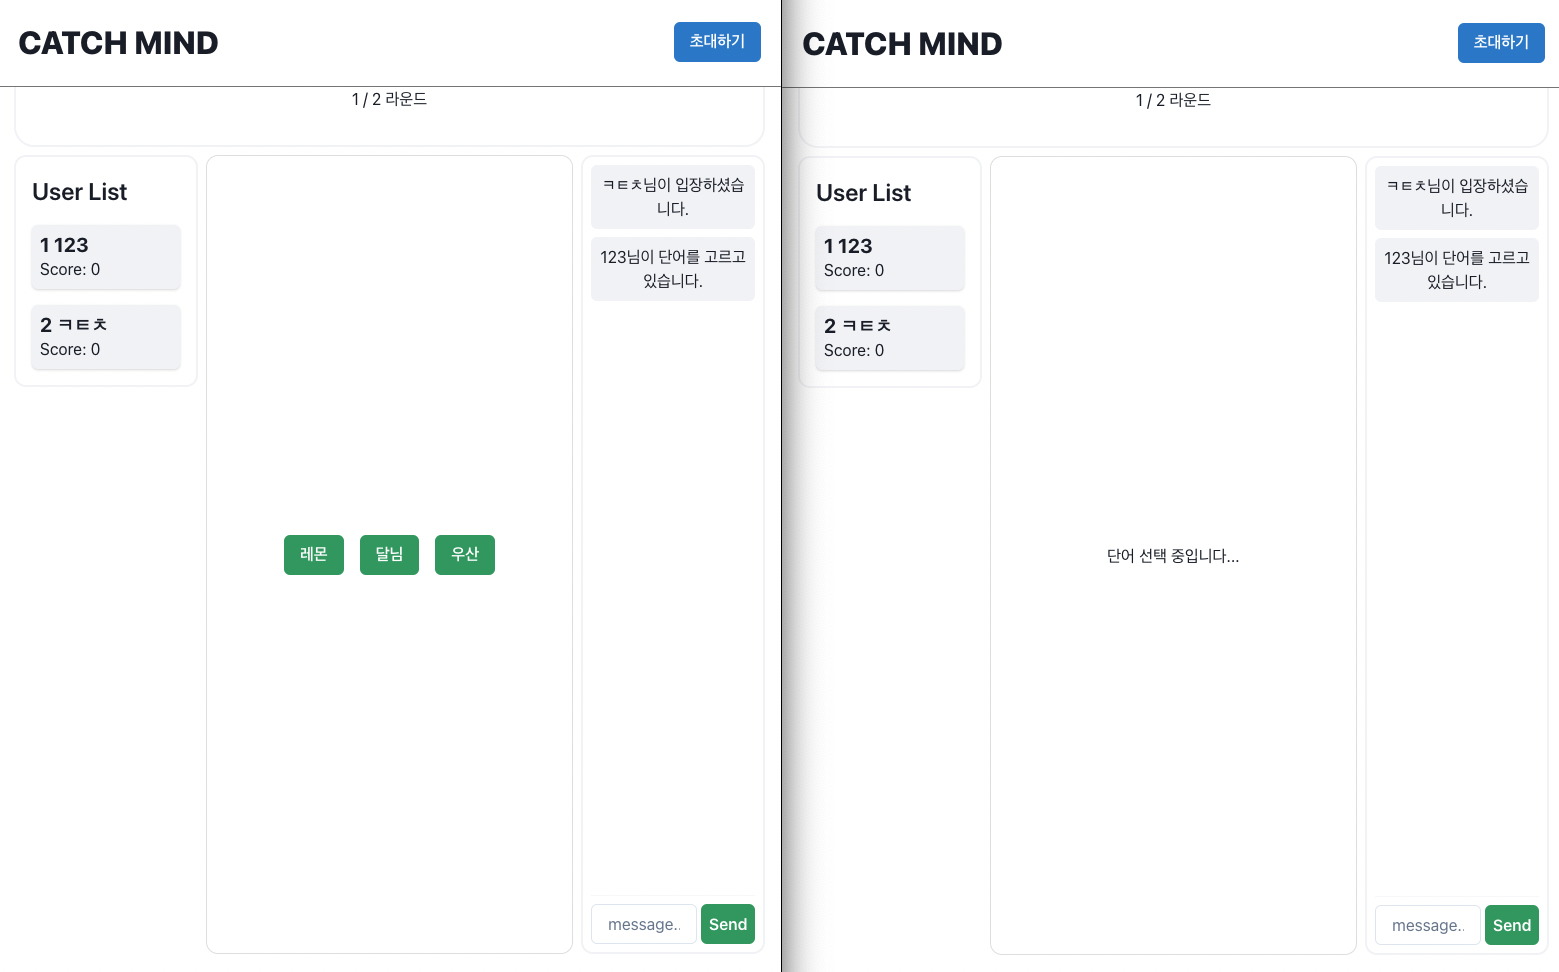 CATCH MIND
초대하기
1 / 2 라운드
User List
1 123
Score: 0
2 ㅋㅌㅊ
Score: 0
레몬
달님
우산
ㅋㅌㅊ님이 입장하셨습
니다.
123님이 단어를 고르고
있습니다.
message..
Send
CATCH MIND
초대하기
1 / 2 라운드
User List
1 123
Score: 0
2 ㅋㅌㅊ
Score: 0
단어 선택 중입니다...
ㅋㅌㅊ님이 입장하셨습
니다.
123님이 단어를 고르고
있습니다.
message..
Send